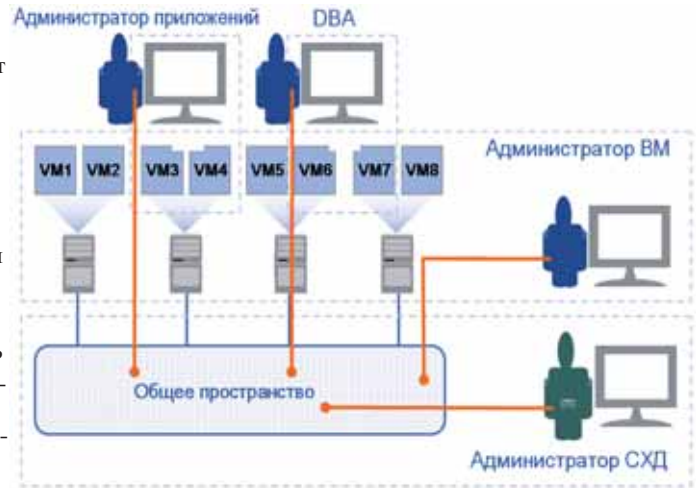 Администратор приложений
DBA
т
VM1 VM2 VM3 VM4 VM5 VM6 VM7 VM8
Администратор ВМ
Общее пространство
Администратор СХД